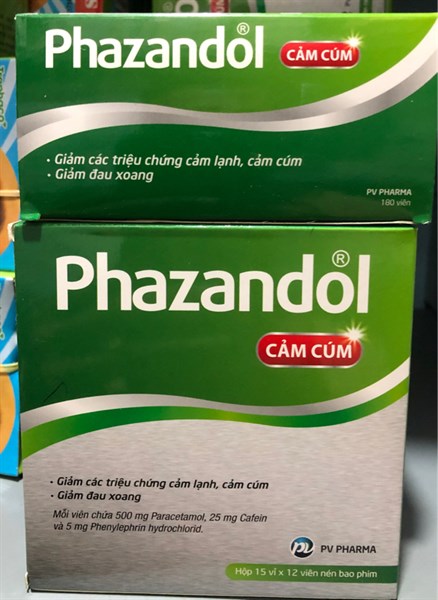 Phazandol®
CẢM CÚM
• Giảm các triệu chứng cảm lạnh, cảm cúm
• Giảm đau xoang
PV PHARMA
180 viên
Phazandol®
CẢM CÚM
• Giảm các triệu chứng cảm lạnh, cảm cúm
• Giảm đau xoang
Mỗi viên chứa 500 mg Paracetamol, 25 mg Cafein
và 5 mg Phenylephrin hydrochlorid.
PV PHARMA
Hộp 15 vỉ x 12 viên nén bao phim